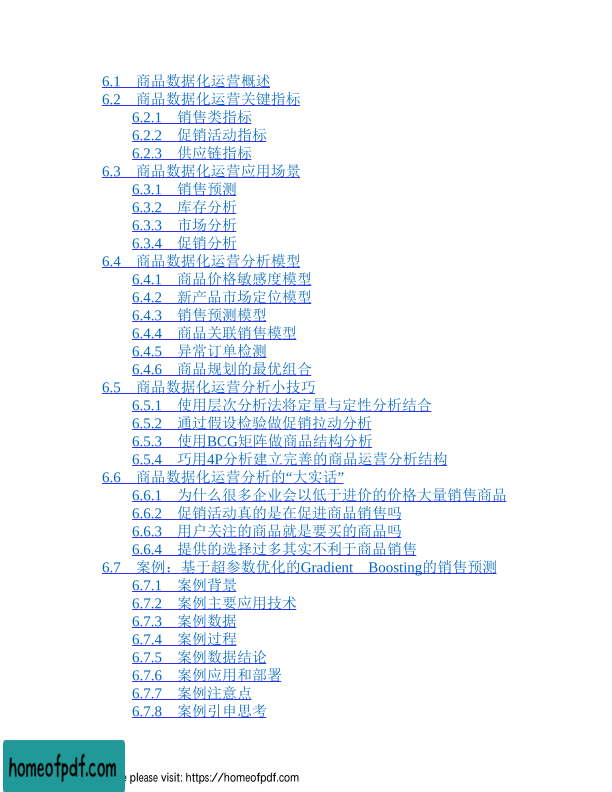 6.1　商品数据化运营概述
6.2　商品数据化运营关键指标
6.2.1　销售类指标
6.2.2　促销活动指标
6.2.3　供应链指标
6.3　商品数据化运营应用场景
6.3.1　销售预测
6.3.2　库存分析
6.3.3　市场分析
6.3.4　促销分析
6.4　商品数据化运营分析模型
6.4.1　商品价格敏感度模型
6.4.2　新产品市场定位模型
6.4.3　销售预测模型
6.4.4　商品关联销售模型
6.4.5　异常订单检测
6.4.6　商品规划的最优组合
6.5　商品数据化运营分析小技巧
6.5.1　使用层次分析法将定量与定性分析结合
6.5.2　通过假设检验做促销拉动分析
6.5.3　使用BCG矩阵做商品结构分析
6.5.4　巧用4P分析建立完善的商品运营分析结构
6.6　商品数据化运营分析的“大实话”
6.6.1　为什么很多企业会以低于进价的价格大量销售商品
6.6.2　促销活动真的是在促进商品销售吗
6.6.3　用户关注的商品就是要买的商品吗
6.6.4　提供的选择过多其实不利于商品销售
6.7　案例：基于超参数优化的Gradient　Boosting的销售预测
6.7.1　案例背景
6.7.2　案例主要应用技术
6.7.3　案例数据
6.7.4　案例过程
6.7.5　案例数据结论
6.7.6　案例应用和部署
6.7.7　案例注意点
6.7.8　案例引申思考
homeofpdf.com
please visit: https://homeofpdf.com